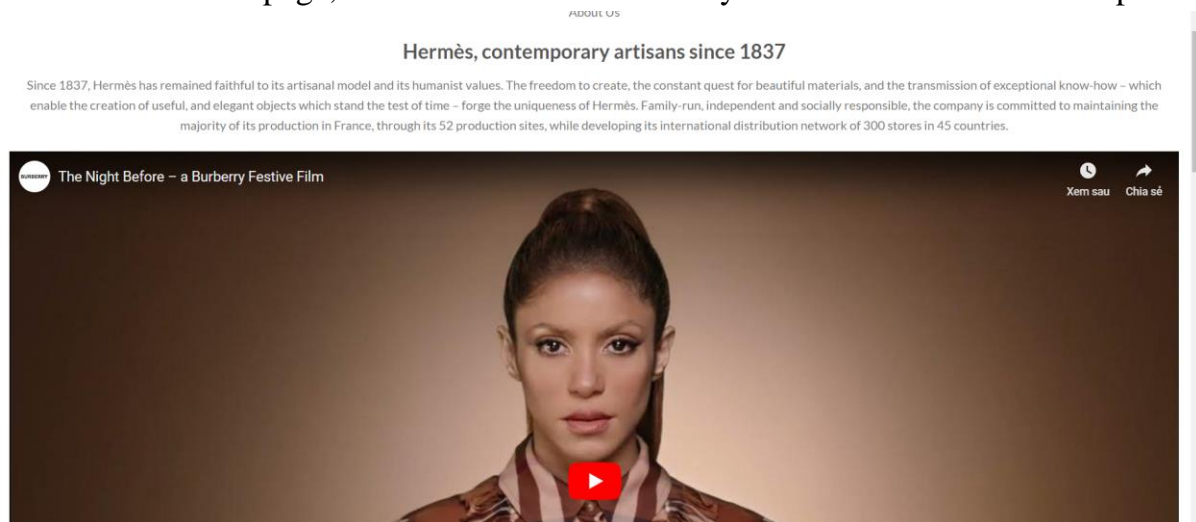 page,
y
About Us
Hermès, contemporary artisans since 1837
Since 1837, Hermès has remained faithful to its artisanal model and its humanist values. The freedom to create, the constant quest for beautiful materials, and the transmission of exceptional know-how – which
enable the creation of useful, and elegant objects which stand the test of time – forge the uniqueness of Hermès. Family-run, independent and socially responsible, the company is committed to maintaining the
majority of its production in France, through its 52 production sites, while developing its international distribution network of 300 stores in 45 countries.
BURBERRY The Night Before – a Burberry Festive Film
Xem sau Chia sẻ